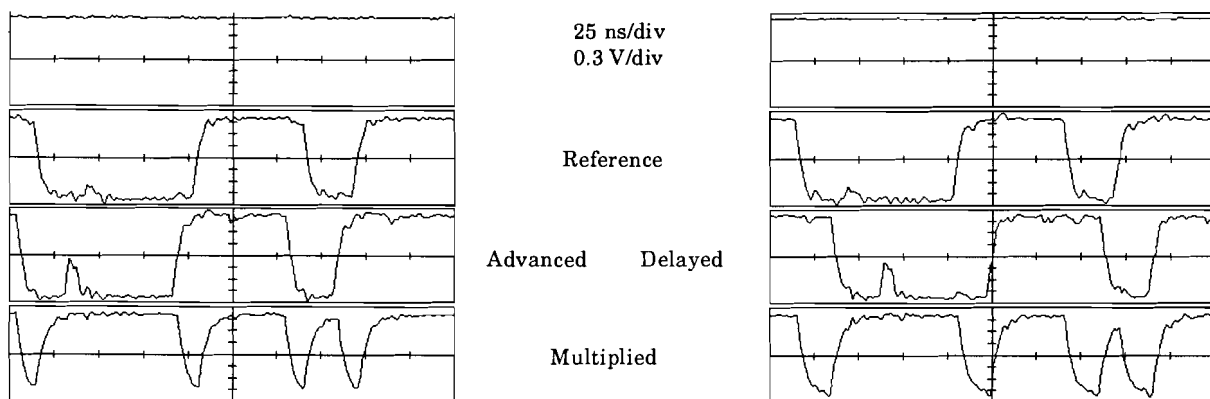 25 ns/div
0.3 V/div
Reference
Advanced Delayed
Multiplied